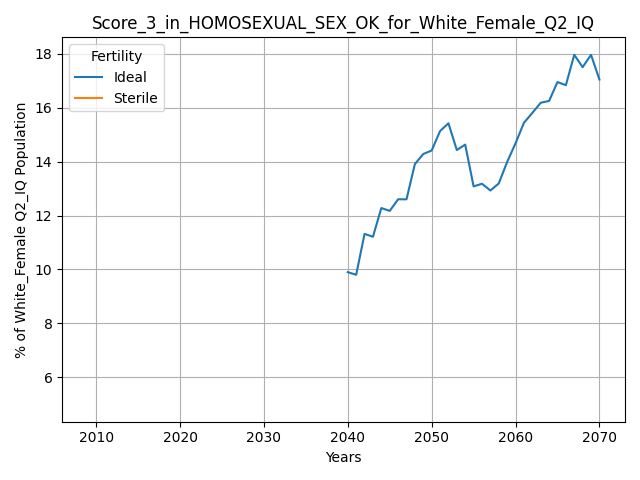 Score_3_in_HOMOSEXUAL_SEX_OK_for_White_Female_Q2_IQ
Fertility
Ideal
Sterile
% of White_Female Q2_IQ Population
18
16
14
12
10
8
6
2010 2020 2030 2040 2050 2060 2070
Years